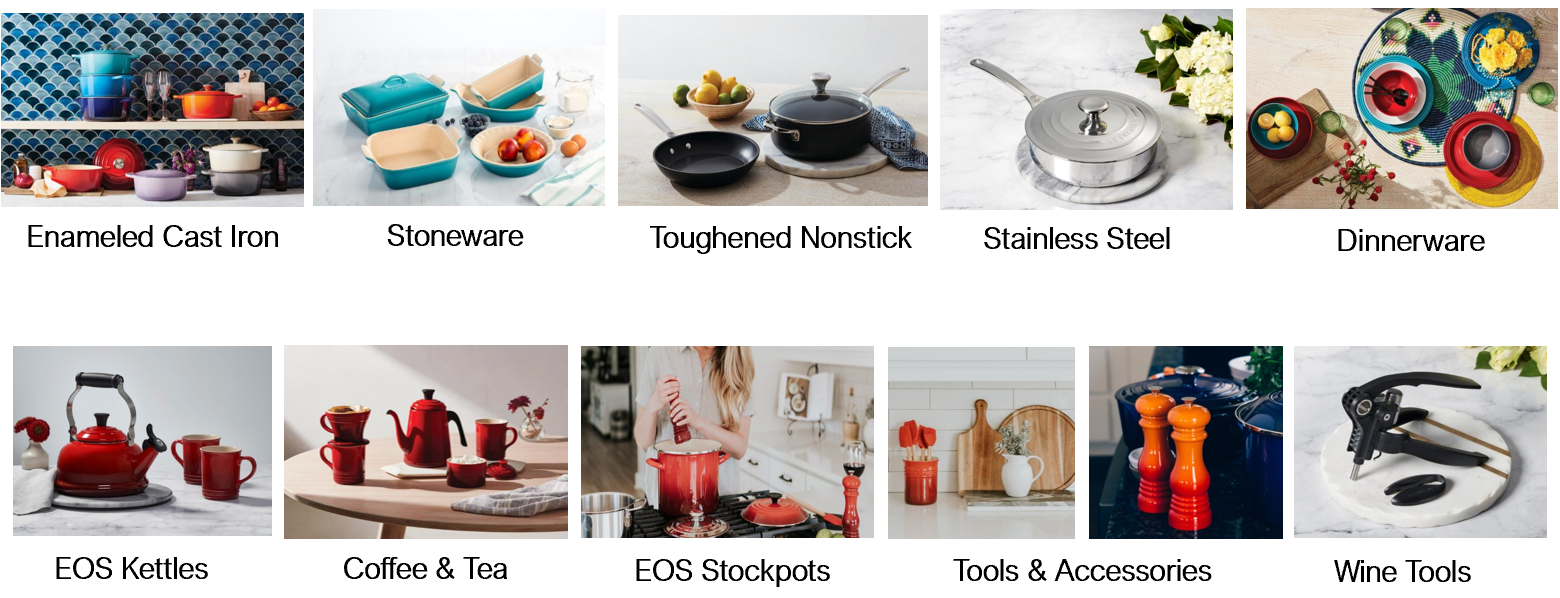 Enameled Cast Iron
Stoneware
Toughened Nonstick
Stainless Steel
Dinnerware
EOS Kettles
Coffee & Tea
EOS Stockpots
Tools & Accessories
Wine Tools